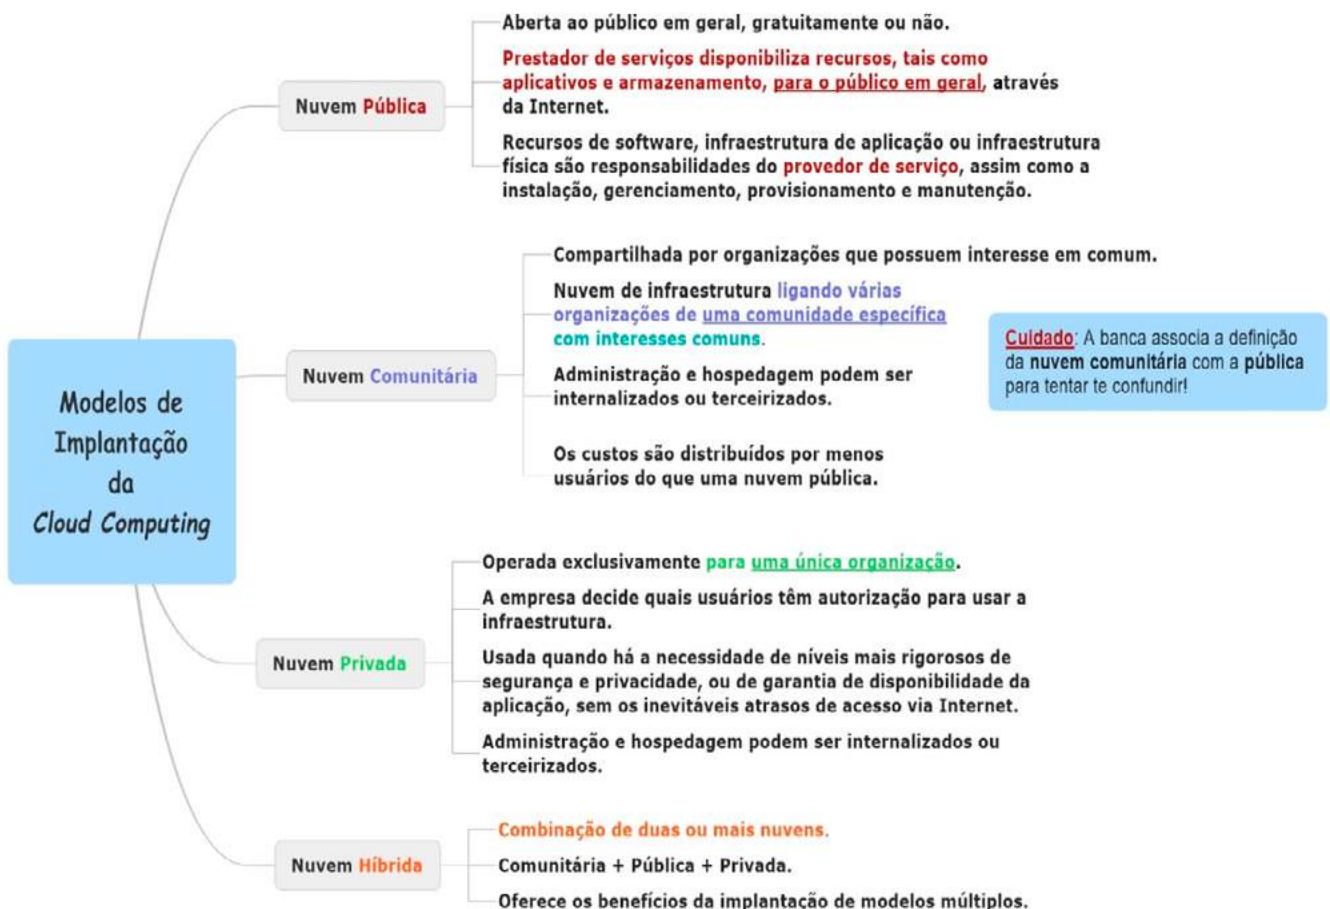 Modelos de
Implantação
da
Cloud Computing
Nuvem Pública
Aberta ao público em geral, gratuitamente ou não.
Prestador de serviços disponibiliza recursos, tais como
aplicativos e armazenamento, para o público em geral, através
da Internet.
Recursos de software, infraestrutura de aplicação ou infraestrutura
física são responsabilidades do provedor de serviço, assim como a
instalação, gerenciamento, provisionamento e manutenção.
Nuvem Comunitária
Compartilhada por organizações que possuem interesse em comum.
Nuvem de infraestrutura ligando várias
organizações de uma comunidade específica
com interesses comuns.
Administração e hospedagem podem ser
internalizados ou terceirizados.
Os custos são distribuídos por menos
usuários do que uma nuvem pública.
Cuidado: A banca associa a definição
da nuvem comunitária com a pública
para tentar te confundir!
Nuvem Privada
Operada exclusivamente para uma única organização.
A empresa decide quais usuários têm autorização para usar a
infraestrutura.
Usada quando há a necessidade de níveis mais rigorosos de
segurança e privacidade, ou de garantia de disponibilidade da
aplicação, sem os inevitáveis atrasos de acesso via Internet.
Administração e hospedagem podem ser internalizados ou
terceirizados.
Nuvem Híbrida
Combinação de duas ou mais nuvens.
Comunitária + Pública + Privada.
Oferece os benefícios da implantação de modelos múltiplos.